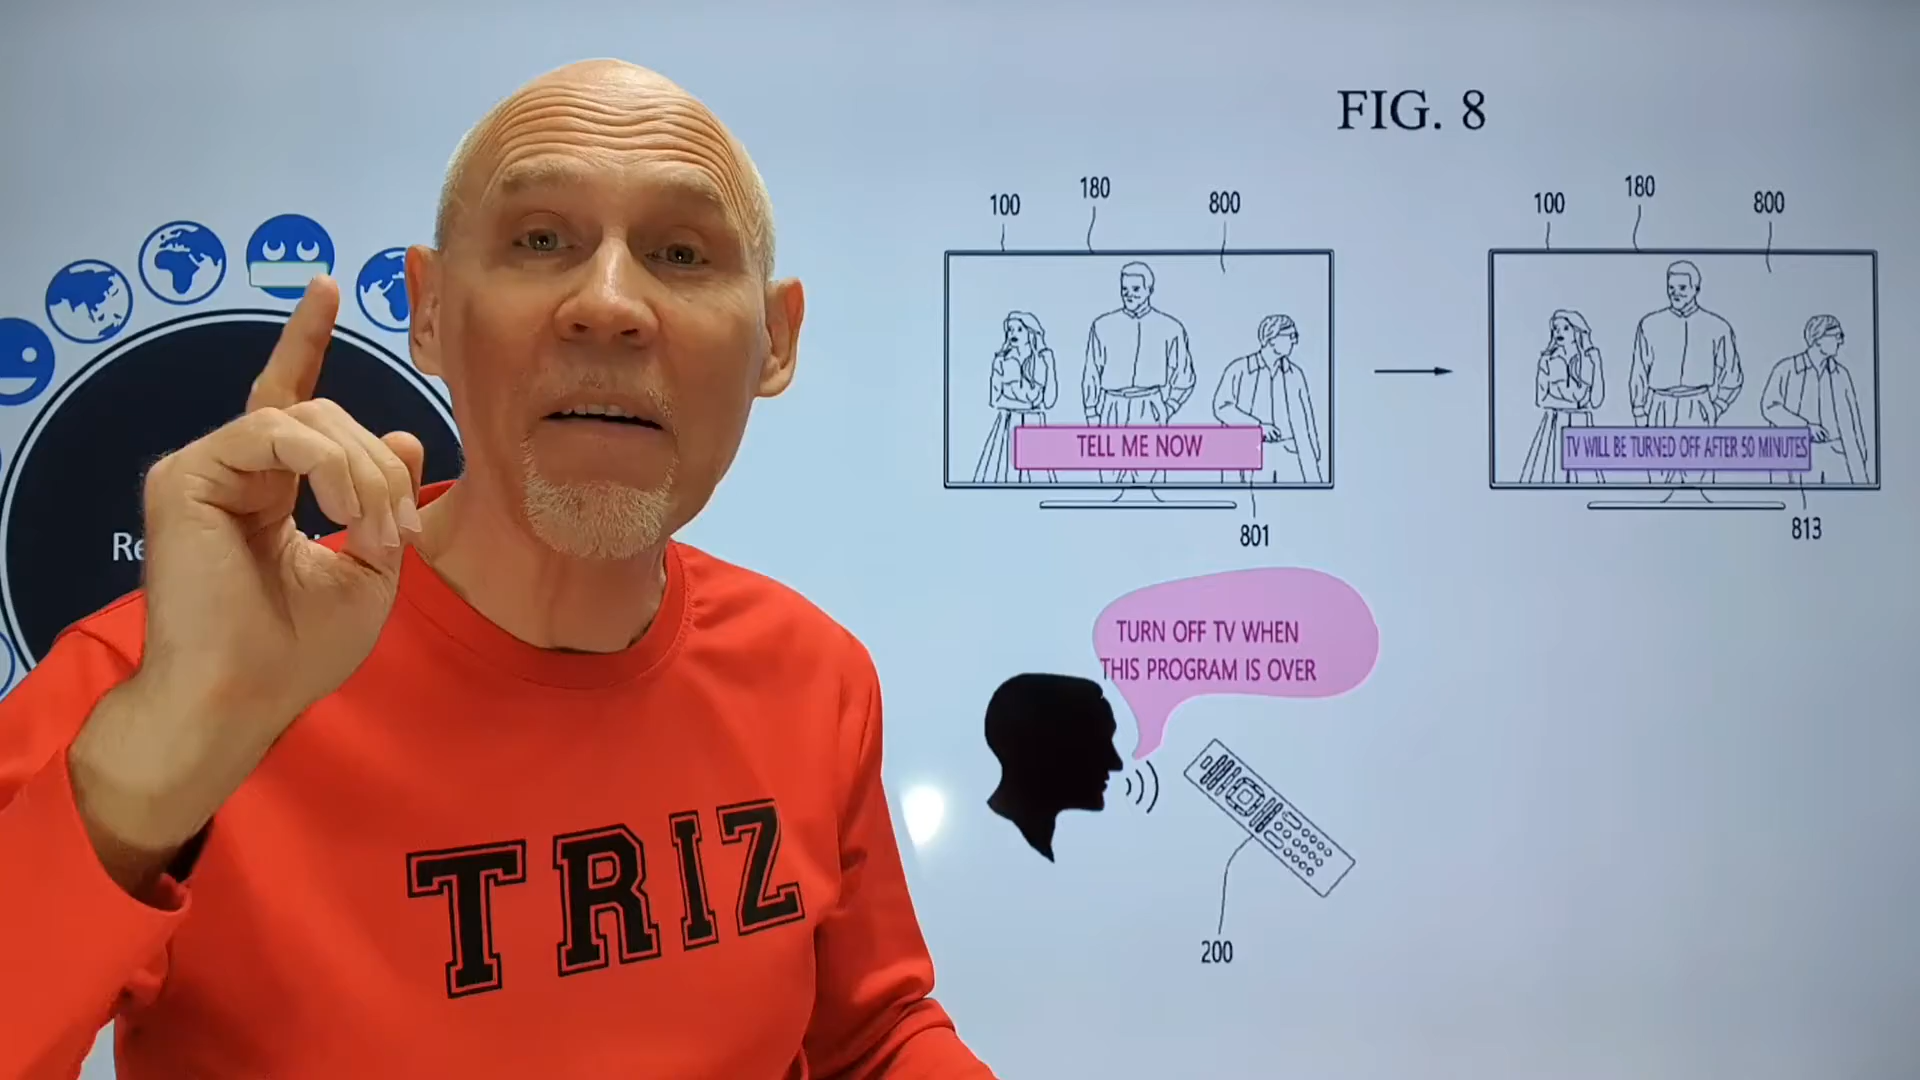 FIG. 8
100
180
800
100
180
800
TELL ME NOW
TV WILL BE TURNED OFF AFTER 50 MINUTES
801
813
TURN OFF TV WHEN
THIS PROGRAM IS OVER
200
TRIZ